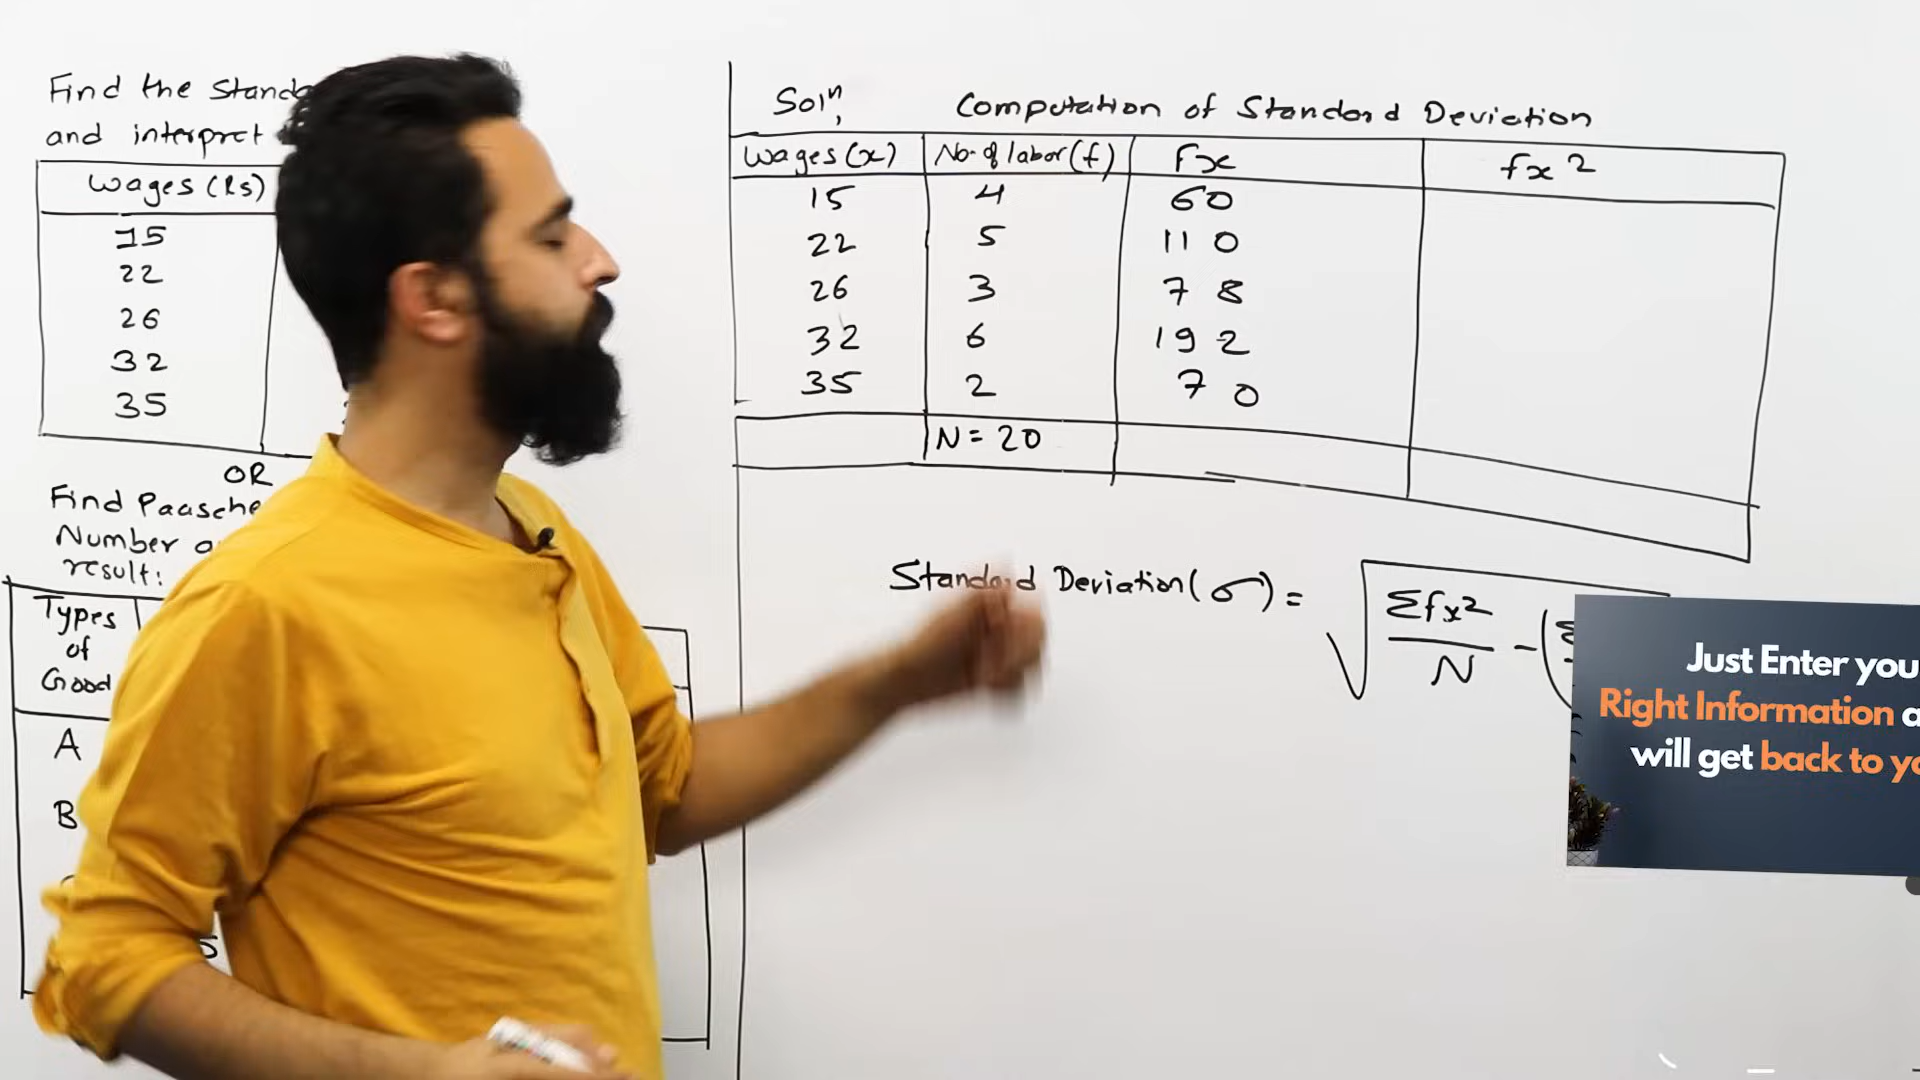 Find the Standa
and interpret
Wages (Rs)
15
22
26
32
35
OR
Find Paasche
Number
result:
Types
of
Good
A
B
Solⁿ, Computation of Standard Deviation
Wages (x) No. of labor (f) Fx fx²
15 4 60
22 5 110
26 3 78
32 6 192
35 2 70
N = 20
Standard Deviation (σ) = √ Σfx² / N - ( Σ
Just Enter you
Right Information a
will get back to yo